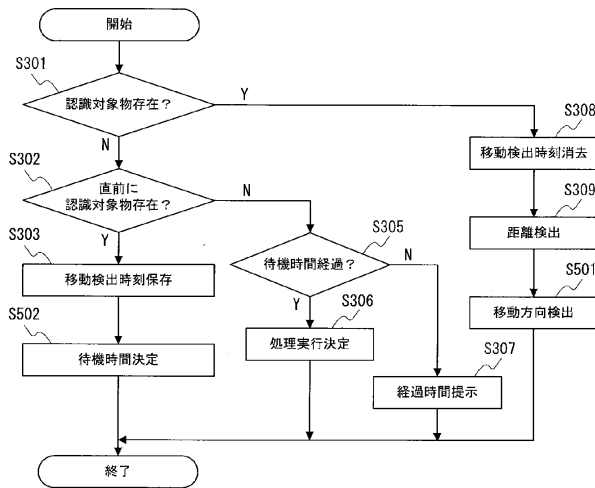 開始
S301
認識対象物存在？
Y
N
S308
移動検出時刻消去
S302
直前に
認識対象物存在？
N
Y
S309
距離検出
S303
移動検出時刻保存
S305
待機時間経過？
N
Y
S501
移動方向検出
S502
待機時間決定
S306
処理実行決定
S307
経過時間提示
終了